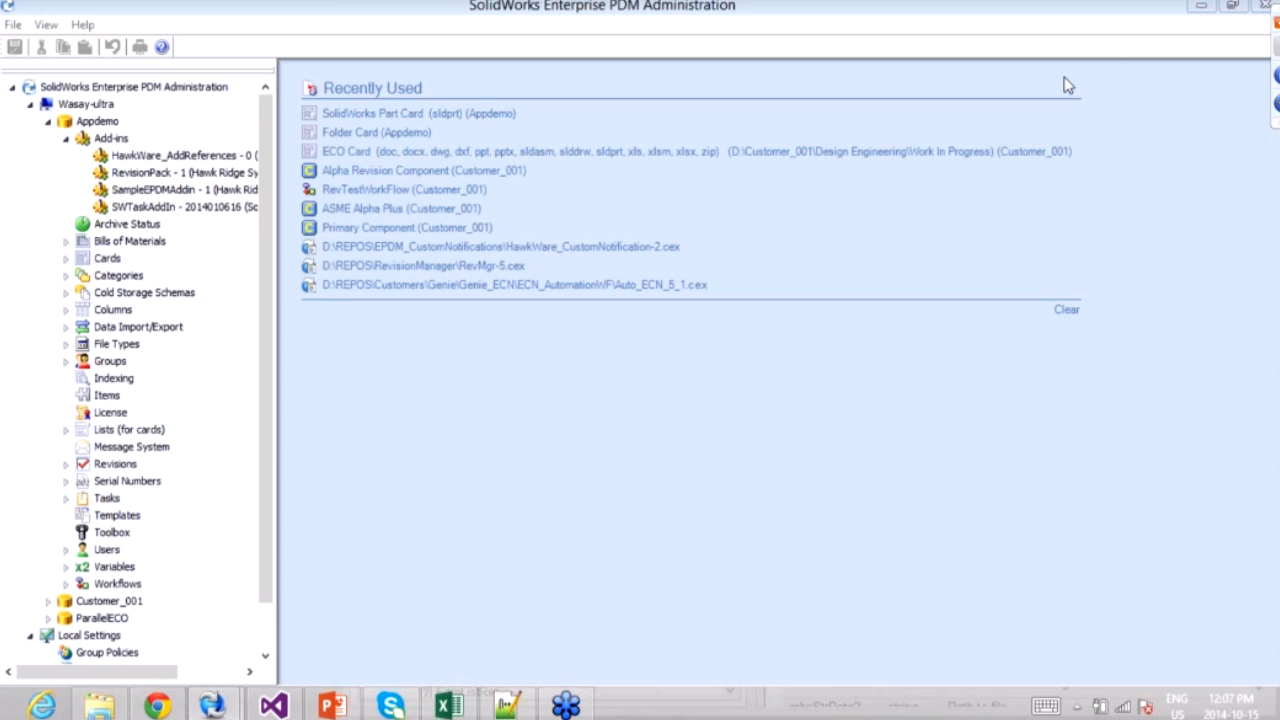 SolidWorks Enterprise PDM Administration
File View Help
SolidWorks Enterprise PDM Administration
Wasay-ultra
Appdemo
Add-ins
HawkWare_AddReferences - 0 (
RevisionPack - 1 (Hawk Ridge Sy
SampleEPDMAddin - 1 (Hawk Rid
SWTaskAddIn - 2014010616 (So
Archive Status
Bills of Materials
Cards
Categories
Cold Storage Schemas
Columns
Data Import/Export
File Types
Groups
Indexing
Items
License
Lists (for cards)
Message System
Revisions
Serial Numbers
Tasks
Templates
Toolbox
Users
Variables
Workflows
Customer_001
ParallelECO
Local Settings
Group Policies
Recently Used
SolidWorks Part Card (sldprt) (Appdemo)
Folder Card (Appdemo)
ECO Card (doc, docx, dwg, dxf, ppt, pptx, sldasm, slddrw, sldprt, xls, xlsm, xlsx, zip) (D:\Customer_001\Design Engineering\Work In Progress) (Customer_001)
Alpha Revision Component (Customer_001)
RevTestWorkFlow (Customer_001)
ASME Alpha Plus (Customer_001)
Primary Component (Customer_001)
D:\REPOS\EPDM_CustomNotifications\HawkWare_CustomNotification-2.cex
D:\REPOS\RevisionManager\RevMgr-5.cex
D:\REPOS\Customers\Genie\Genie_ECN\ECN_AutomationWF\Auto_ECN_5_1.cex
Clear
ENG
US
12:07 PM
2014-10-15